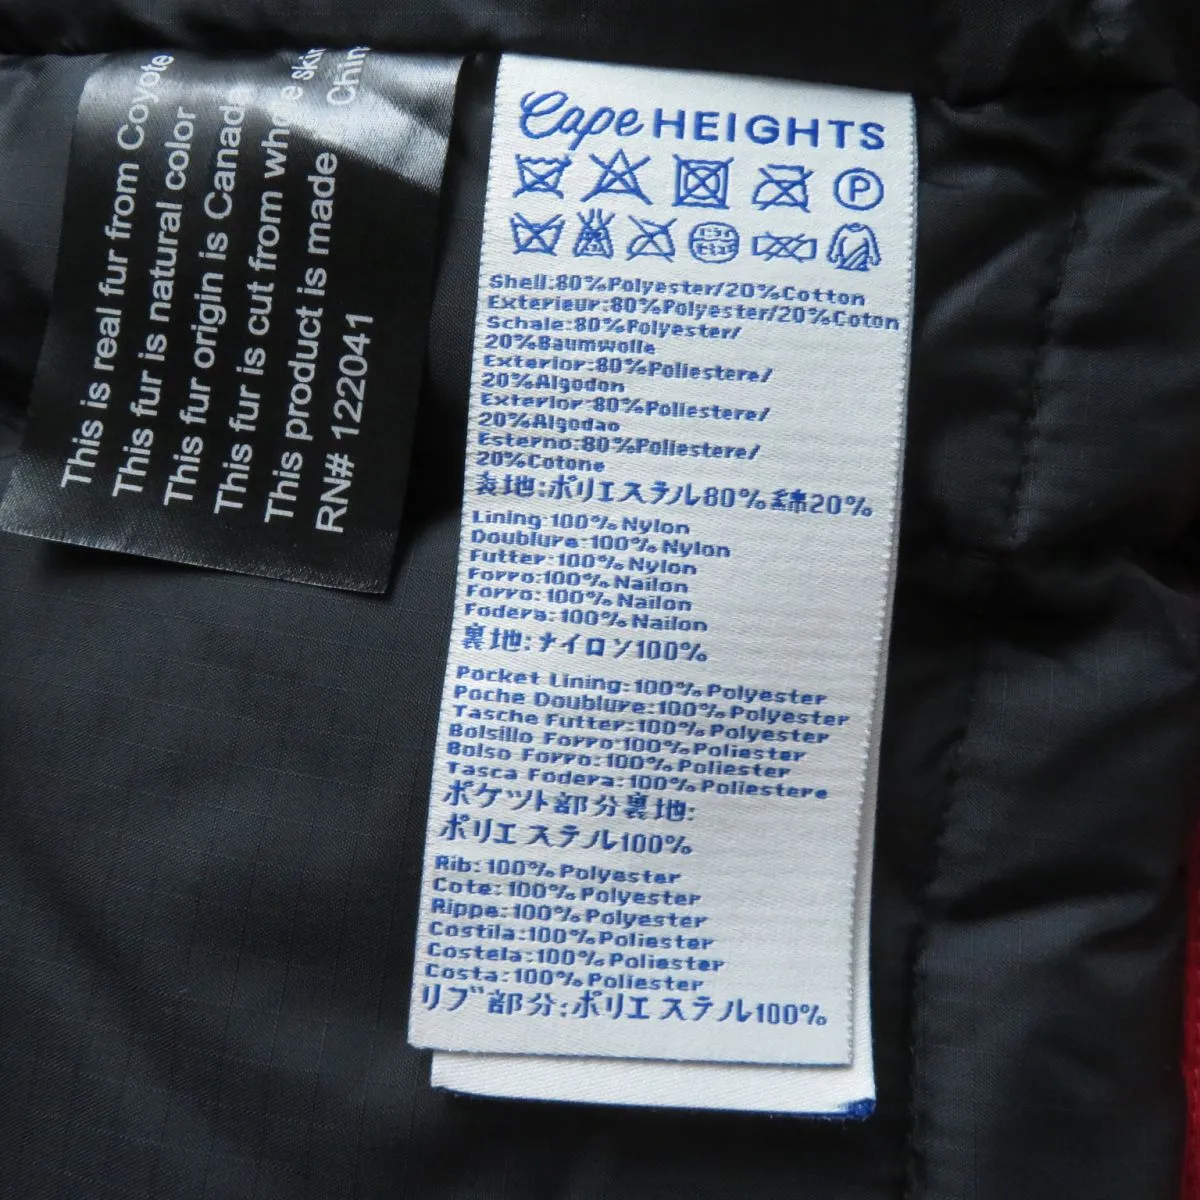 This is real fur from Coyote
This fur is natural color
This fur origin is Canada
This fur is cut from whole skin
This product is made China
RN# 122041
Cape HEIGHTS
P
Shell:80%Polyester/20%Cotton
Exterieur:80%Polyester/20%Coton
Schale:80%Polyester/
20%Baumwolle
Exterior:80%Poliestere/
20%Algodon
Exterior:80%Poliestere/
20%Algodao
Esterno:80%Poliestere/
20%Cotone
表地:ポリエステル80%綿20%
Lining:100%Nylon
Doublure:100%Nylon
Futter:100%Nylon
Forro:100%Nailon
Forro:100%Nailon
Fodera:100%Nailon
裏地:ナイロン100%
Pocket Lining:100%Polyester
Poche Doublure:100%Polyester
Tasche Futter:100%Polyester
Bolsillo Forro:100%Poliester
Bolso Forro:100%Poliester
Tasca Fodera:100%Poliestere
ポケット部分裏地:
ポリエステル100%
Rib:100%Polyester
Cote:100%Polyester
Rippe:100%Polyester
Costila:100%Poliester
Costela:100%Poliester
Costa:100%Poliester
リブ部分:ポリエステル100%